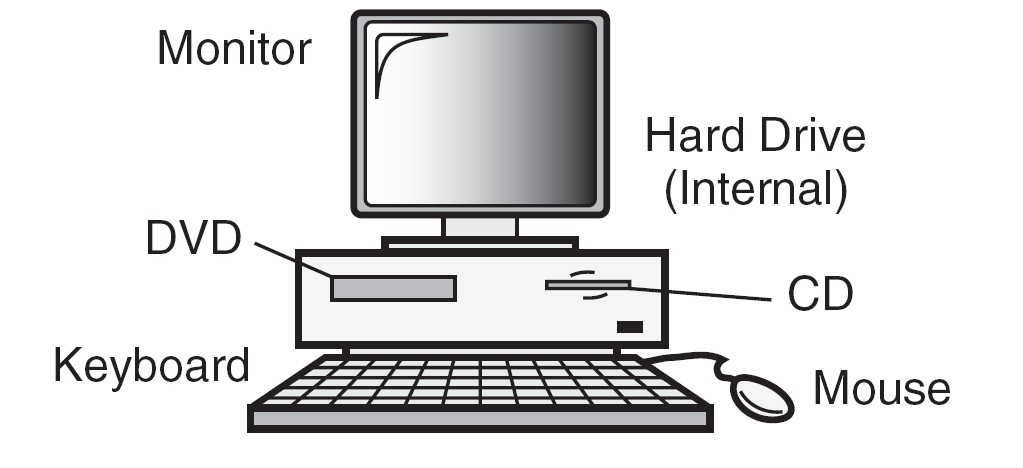 Monitor
Hard Drive
(Internal)
DVD
CD
Keyboard
Mouse